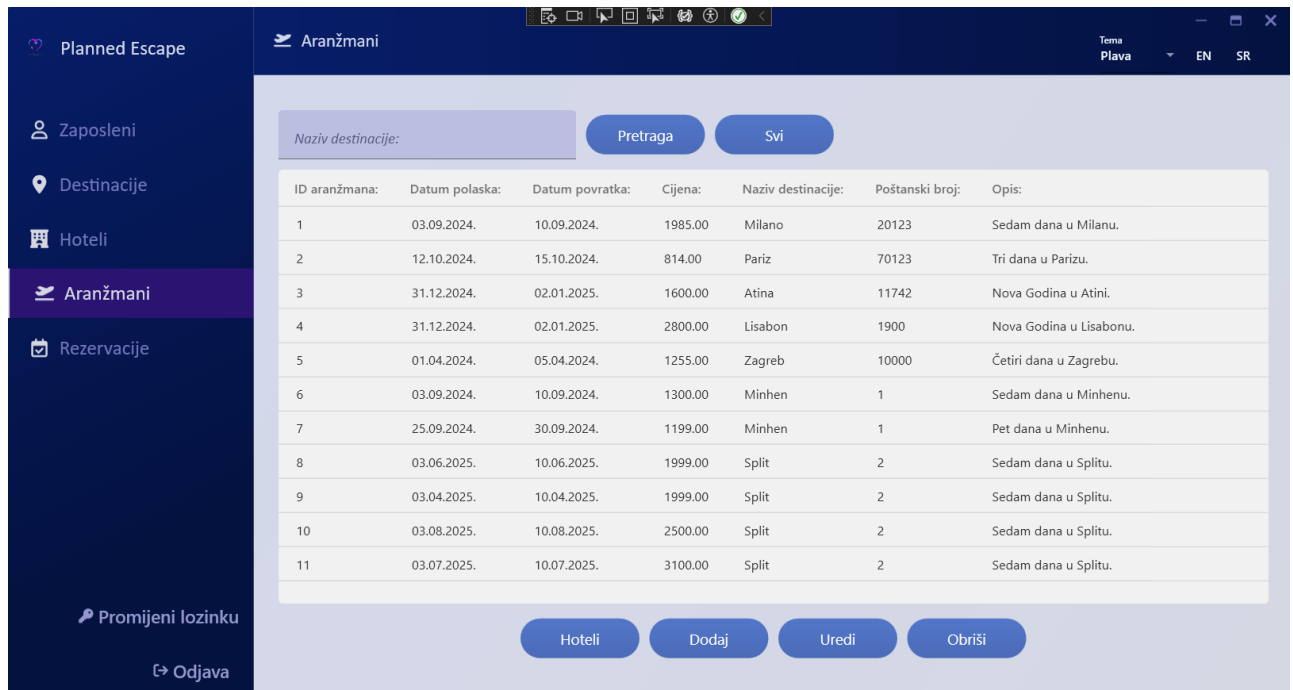 Planned Escape
Aranžmani
Tema
Plava
EN SR
Zaposleni
Destinacije
Hoteli
Aranžmani
Rezervacije
Promijeni lozinku
Odjava
Naziv destinacije:
Pretraga
Svi
ID aranžmana: Datum polaska: Datum povratka: Cijena: Naziv destinacije: Poštanski broj: Opis:
1 03.09.2024. 10.09.2024. 1985.00 Milano 20123 Sedam dana u Milanu.
2 12.10.2024. 15.10.2024. 814.00 Pariz 70123 Tri dana u Parizu.
3 31.12.2024. 02.01.2025. 1600.00 Atina 11742 Nova Godina u Atini.
4 31.12.2024. 02.01.2025. 2800.00 Lisabon 1900 Nova Godina u Lisabonu.
5 01.04.2024. 05.04.2024. 1255.00 Zagreb 10000 Četiri dana u Zagrebu.
6 03.09.2024. 10.09.2024. 1300.00 Minhen 1 Sedam dana u Minhenu.
7 25.09.2024. 30.09.2024. 1199.00 Minhen 1 Pet dana u Minhenu.
8 03.06.2025. 10.06.2025. 1999.00 Split 2 Sedam dana u Splitu.
9 03.04.2025. 10.04.2025. 1999.00 Split 2 Sedam dana u Splitu.
10 03.08.2025. 10.08.2025. 2500.00 Split 2 Sedam dana u Splitu.
11 03.07.2025. 10.07.2025. 3100.00 Split 2 Sedam dana u Splitu.
Hoteli
Dodaj
Uredi
Obriši